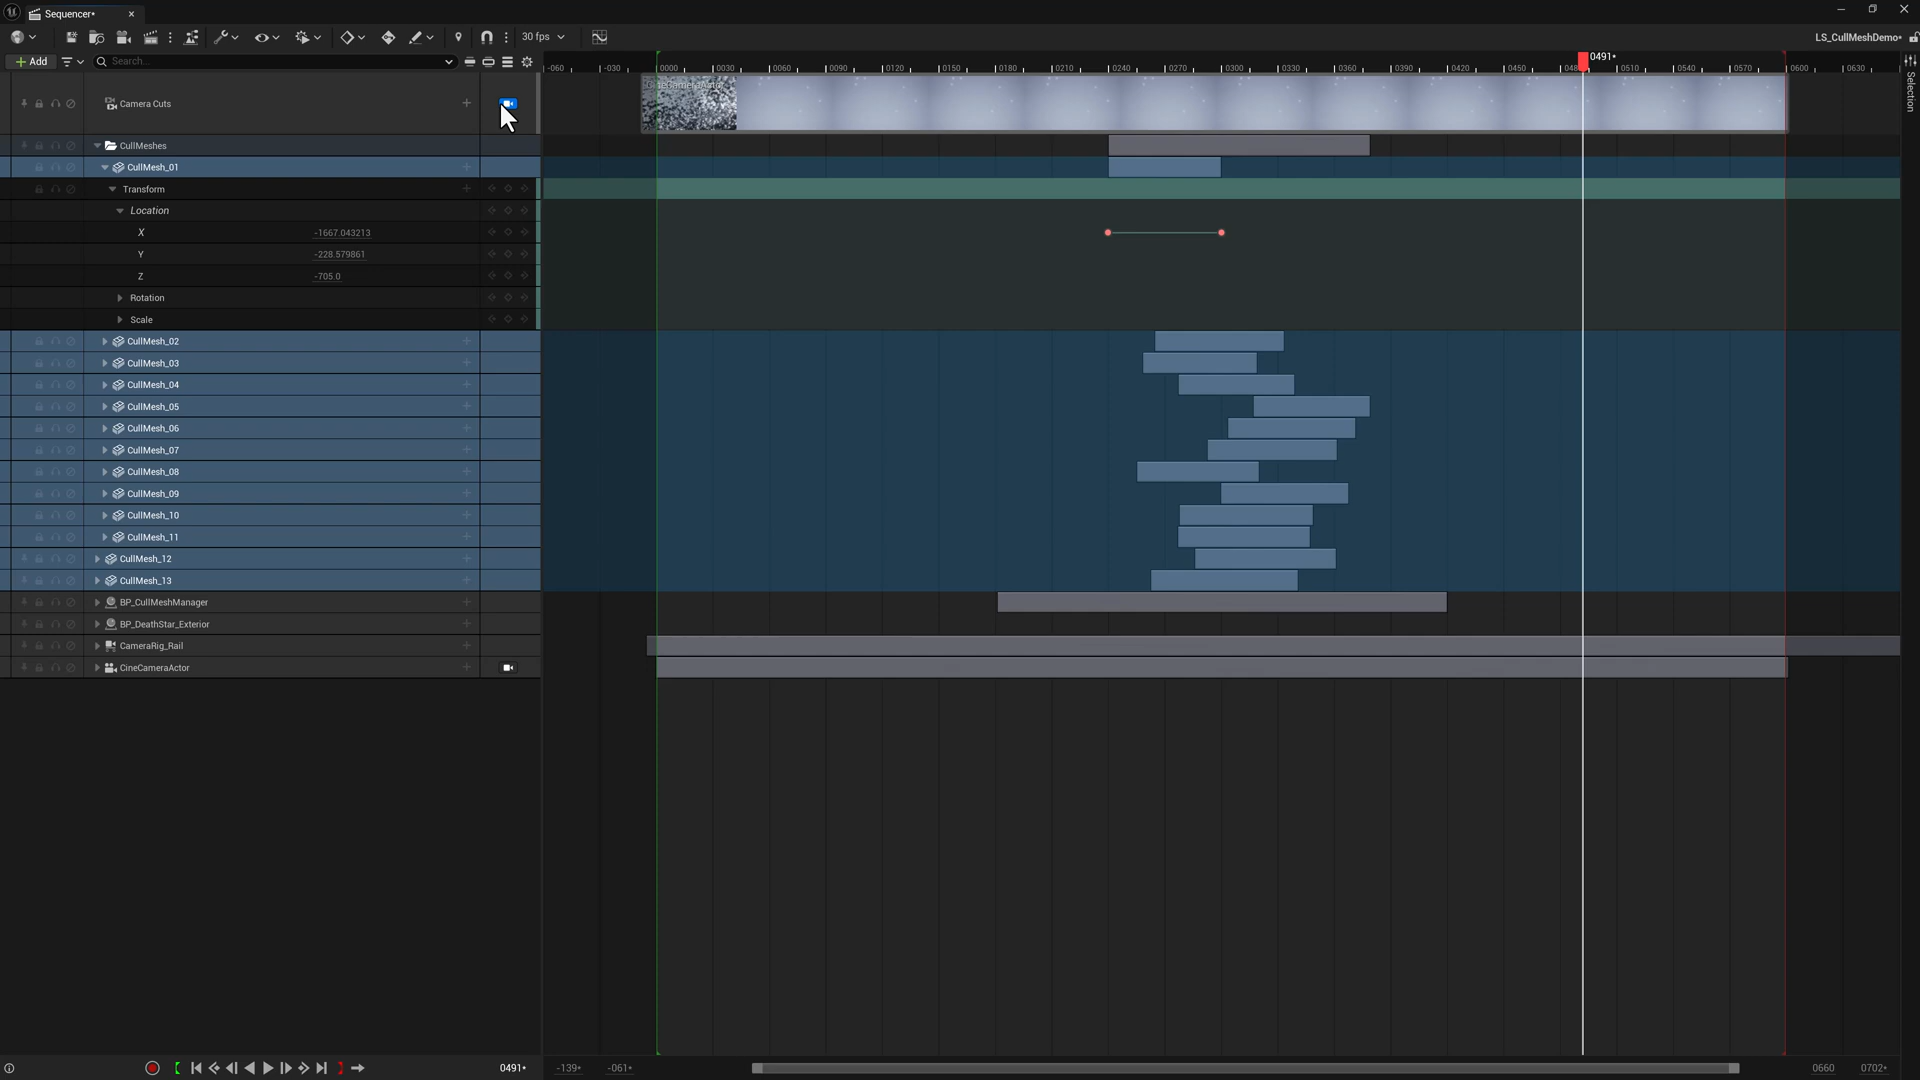 Sequencer*
30 fps
LS_CullMeshDemo*
Add
Search...
-060 -030 0000 0030 0060 0090 0120 0150 0180 0210 0240 0270 0300 0330 0360 0390 0420 0450 0480 0491* 0510 0540 0570 0600 0630
Selection
Camera Cuts
CineCameraActor
CullMeshes
CullMesh_01
Transform
Location
X -1667.043213
Y -228.579861
Z -705.0
Rotation
Scale
CullMesh_02
CullMesh_03
CullMesh_04
CullMesh_05
CullMesh_06
CullMesh_07
CullMesh_08
CullMesh_09
CullMesh_10
CullMesh_11
CullMesh_12
CullMesh_13
BP_CullMeshManager
BP_DeathStar_Exterior
CameraRig_Rail
CineCameraActor
0491* -139* -061* 0660 0702*